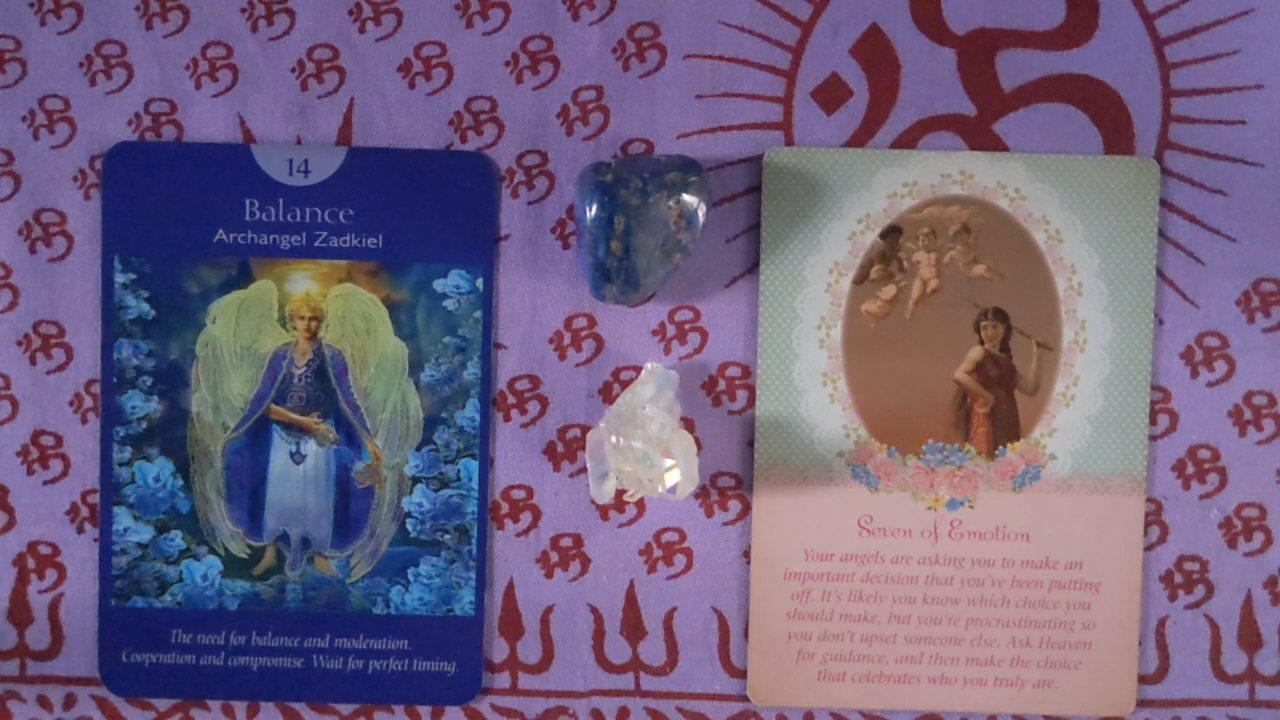 14
Balance
Archangel Zadkiel
The need for balance and moderation.
Cooperation and compromise. Wait for perfect timing.
Seven of Emotion
Your angels are asking you to make an
important decision that you've been putting
off. It's likely you know which choice you
should make, but you're procrastinating so
you don't upset someone else. Ask Heaven
for guidance, and then make the choice
that celebrates who you truly are.